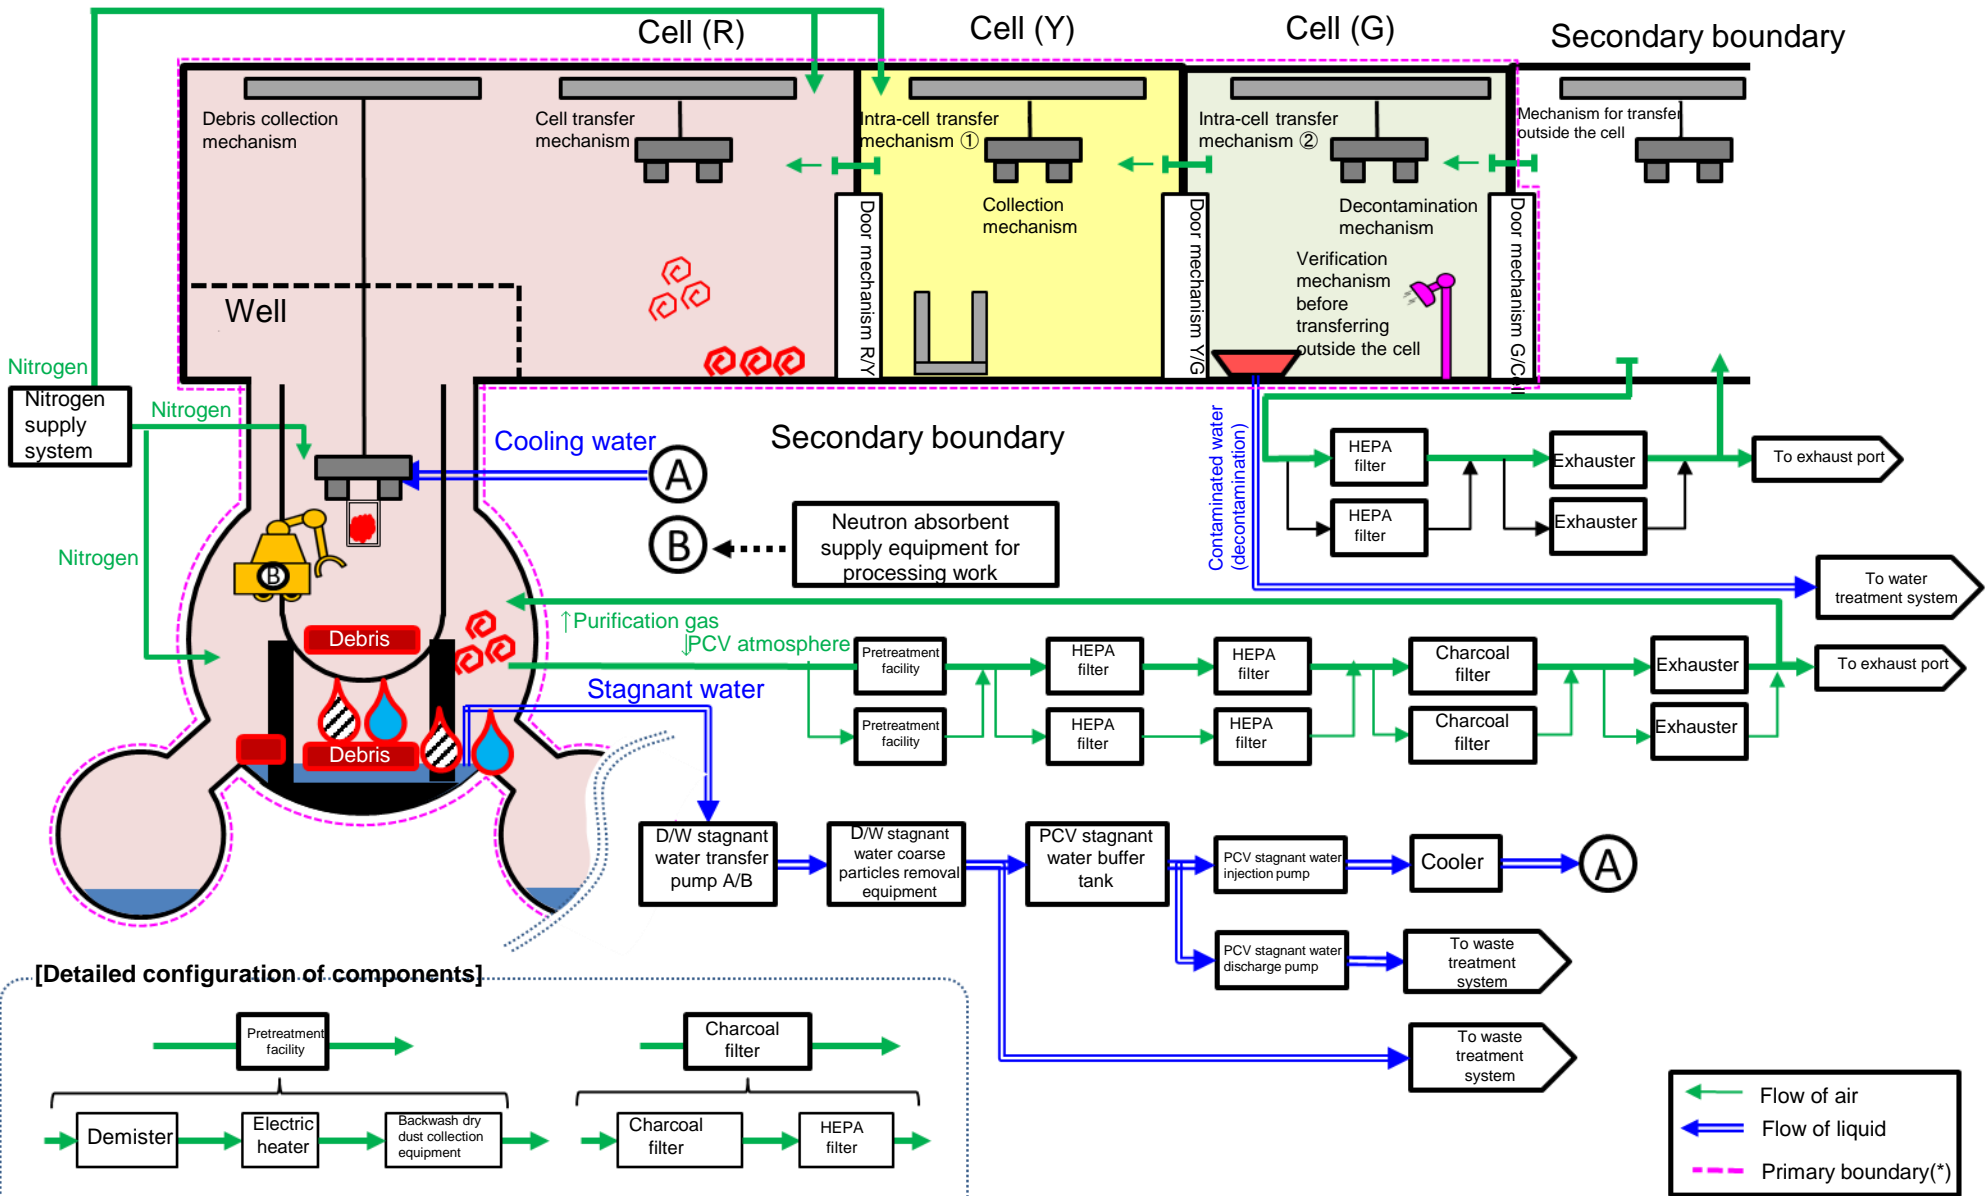 Cell (R)
Cell (Y)
Cell (G)
Secondary boundary
Debris collection
mechanism
Cell transfer
mechanism
Intra-cell transfer
mechanism ①
Intra-cell transfer
mechanism ②
Mechanism for transfer
outside the cell
Collection
mechanism
Decontamination
mechanism
Verification
mechanism
before
transferring
outside the cell
Door mechanism R/Y
Door mechanism Y/G
Door mechanism G/Cell
Well
Nitrogen
Nitrogen
supply
system
Nitrogen
Nitrogen
Cooling water
A
Secondary boundary
B
Neutron absorbent
supply equipment for
processing work
B
Contaminated water
(decontamination)
HEPA
filter
Exhauster
To exhaust port
HEPA
filter
Exhauster
To water
treatment system
↑Purification gas
↓PCV atmosphere
Debris
Debris
Stagnant water
Pretreatment
facility
HEPA
filter
HEPA
filter
Charcoal
filter
Exhauster
To exhaust port
Pretreatment
facility
HEPA
filter
HEPA
filter
Charcoal
filter
Exhauster
D/W stagnant
water transfer
pump A/B
D/W stagnant
water coarse
particles removal
equipment
PCV stagnant
water buffer
tank
PCV stagnant water
injection pump
Cooler
A
PCV stagnant water
discharge pump
To waste
treatment
system
To waste
treatment
system
[Detailed configuration of components]
Pretreatment
facility
Charcoal
filter
Demister
Electric
heater
Backwash dry
dust collection
equipment
Charcoal
filter
HEPA
filter
Flow of air
Flow of liquid
Primary boundary(*)